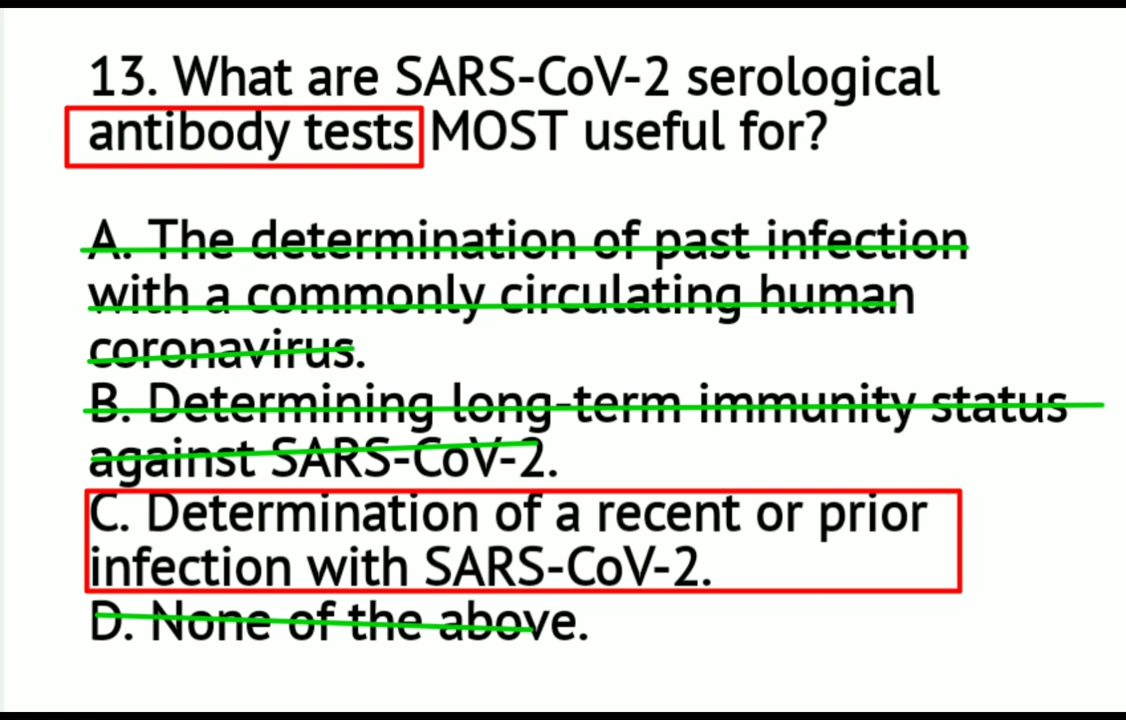 13. What are SARS-CoV-2 serological
antibody tests MOST useful for?
A. The determination of past infection
with a commonly circulating human
coronavirus.
B. Determining long-term immunity status
against SARS-CoV-2.
C. Determination of a recent or prior
infection with SARS-CoV-2.
D. None of the above.